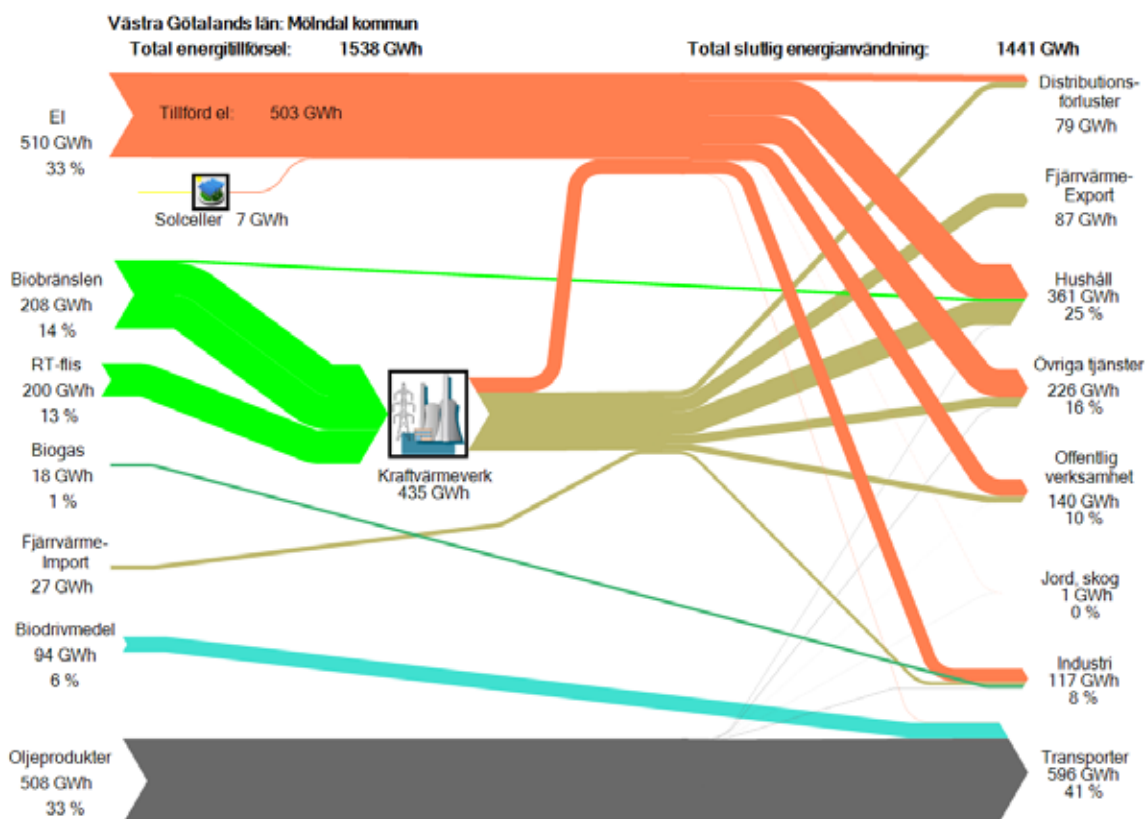 Västra Götalands län: Mölndal kommun
Total energitillförsel: 1538 GWh
Total slutlig energianvändning: 1441 GWh
El
510 GWh
33 %
Tillförd el: 503 GWh
Solceller 7 GWh
Biobränslen
208 GWh
14 %
RT-flis
200 GWh
13 %
Biogas
18 GWh
1 %
Fjärrvärme-
Import
27 GWh
Biodrivmedel
94 GWh
6 %
Oljeprodukter
508 GWh
33 %
Kraftvärmeverk
435 GWh
Distributions-
förluster
79 GWh
Fjärrvärme-
Export
87 GWh
Hushåll
361 GWh
25 %
Övriga tjänster
226 GWh
16 %
Offentlig
verksamhet
140 GWh
10 %
Jord, skog
1 GWh
0 %
Industri
117 GWh
8 %
Transporter
596 GWh
41 %